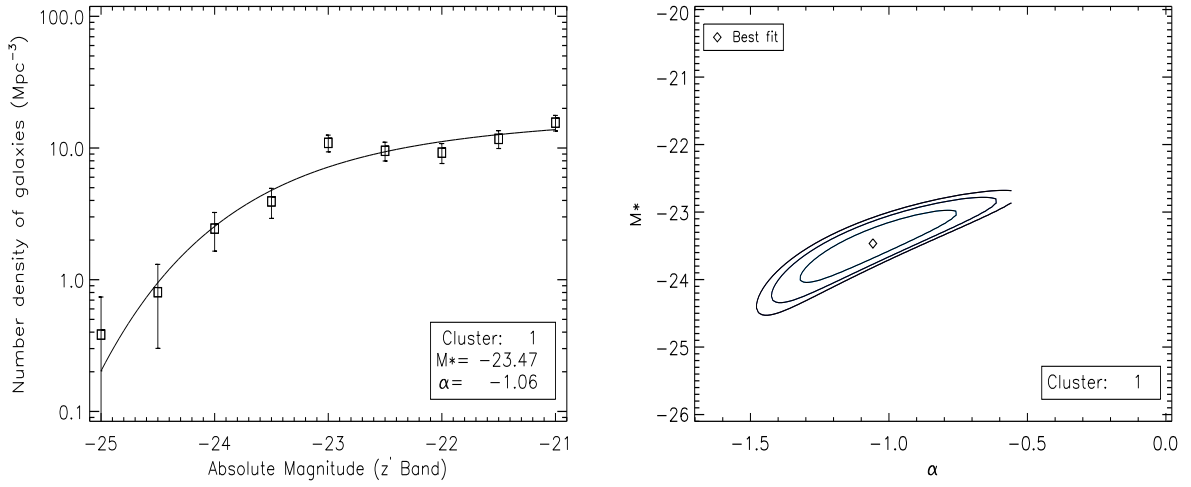 100.0
10.0
1.0
0.1
Number density of galaxies (Mpc⁻³)
−25 −24 −23 −22 −21
Absolute Magnitude (z' Band)
Cluster: 1
M*= −23.47
α= −1.06
−20
−21
−22
−23
−24
−25
−26
M*
Best fit
Cluster: 1
−1.5 −1.0 −0.5 0.0
α